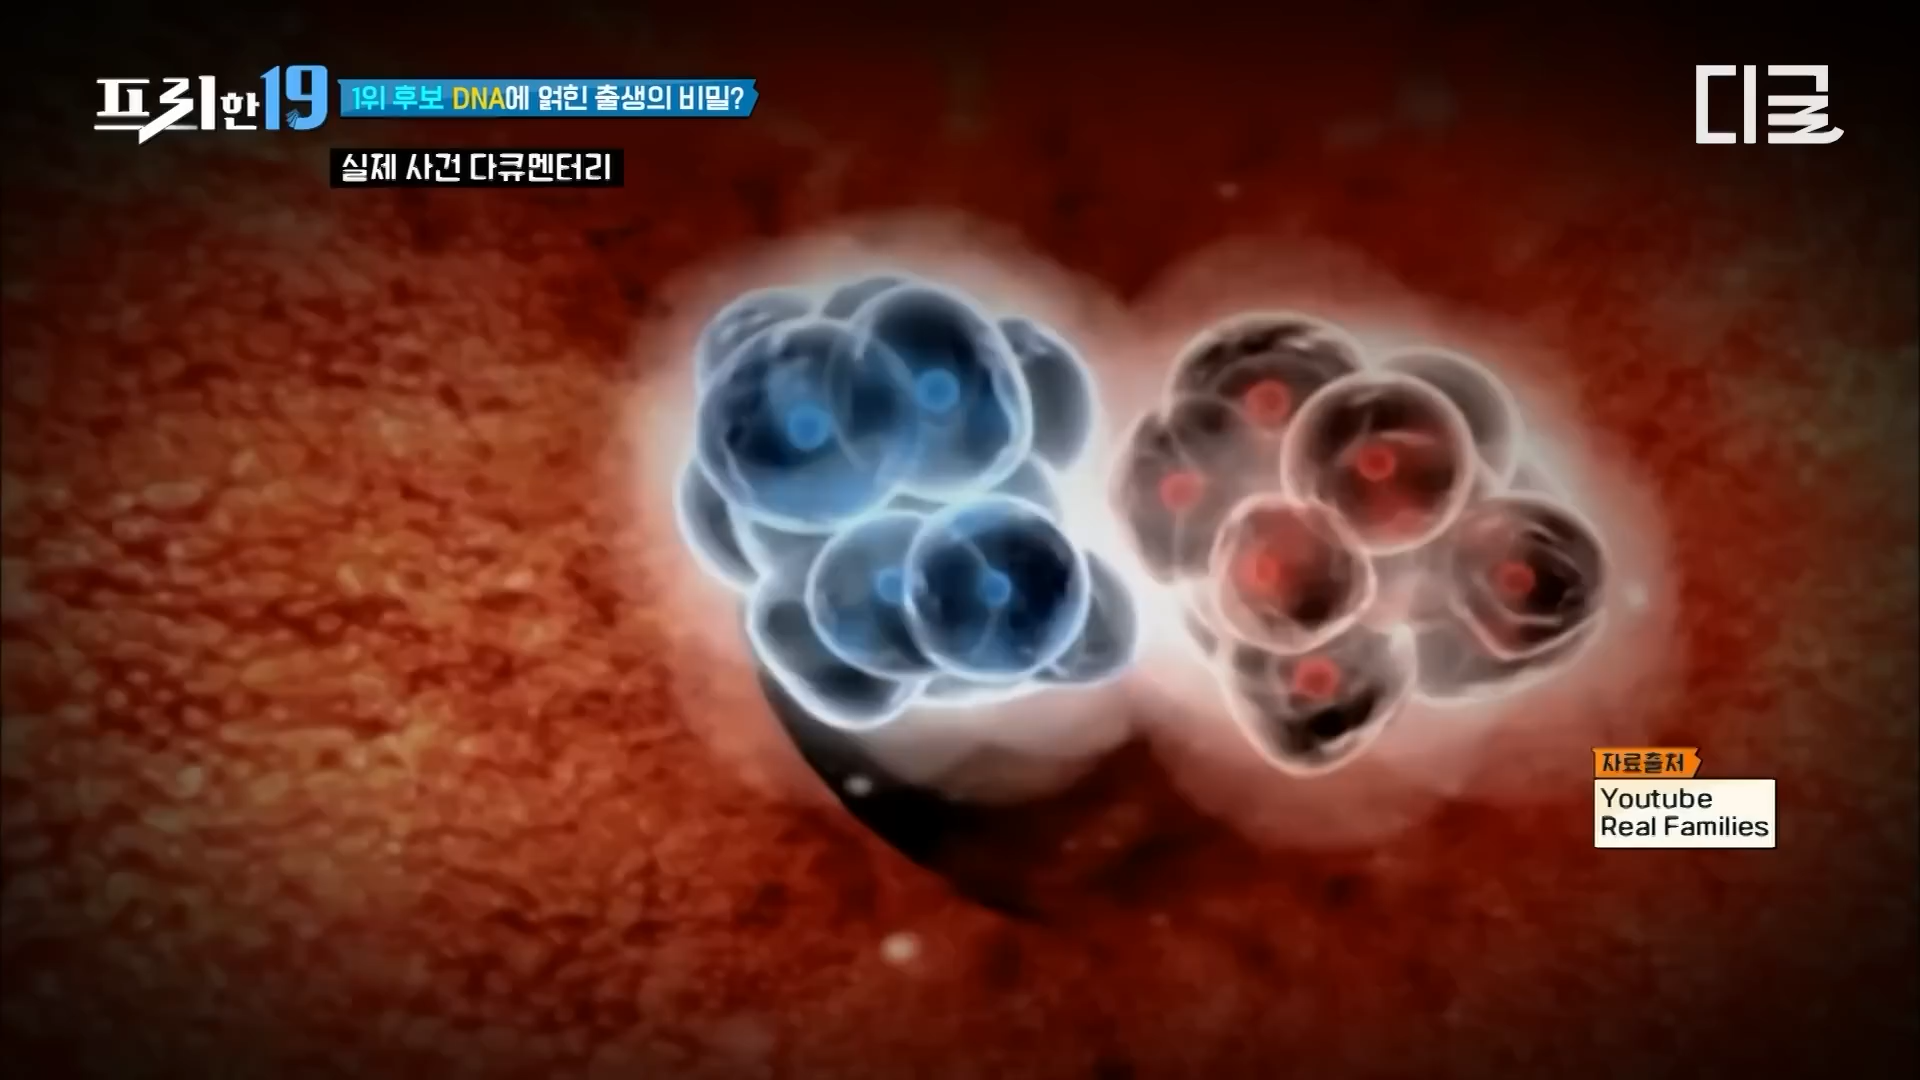 프리한19
1위 후보 DNA에 얽힌 출생의 비밀?
실제 사건 다큐멘터리
디글
자료출처
Youtube
Real Families